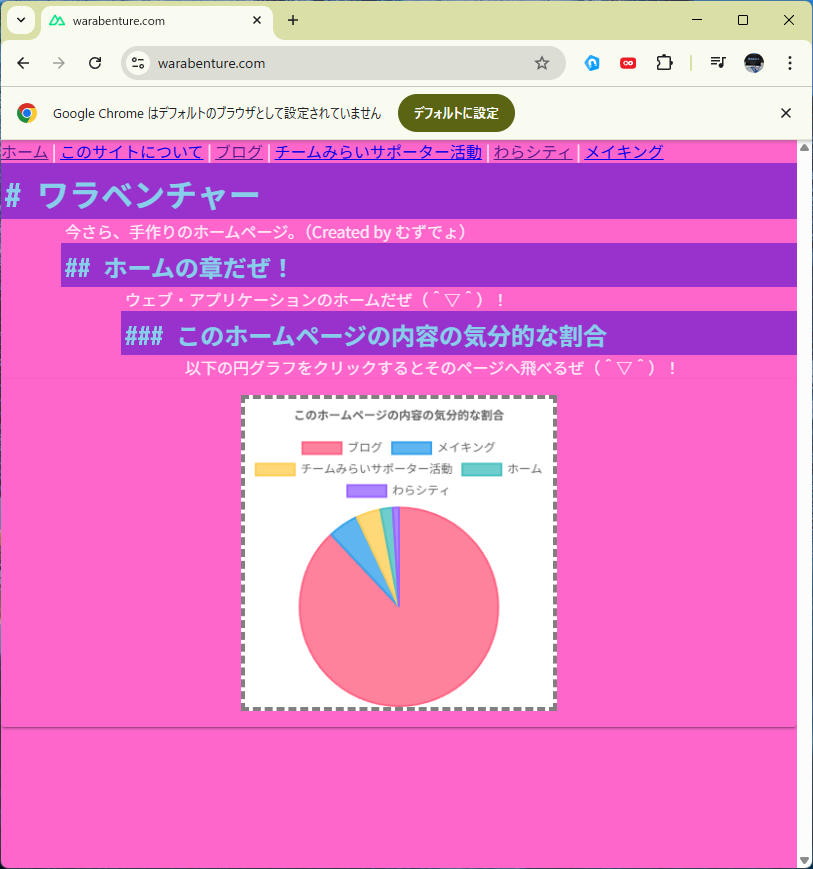 warabenture.com
warabenture.com
Google Chrome はデフォルトのブラウザとして設定されていません
デフォルトに設定
ホーム | このサイトについて | ブログ | チームみらいサポーター活動 | わらシティ | メイキング
# ワラベンチャー
今さら、手作りのホームページ。（Created by むずでょ）
## ホームの章だぜ！
ウェブ・アプリケーションのホームだぜ（＾▽＾）！
### このホームページの内容の気分的な割合
以下の円グラフをクリックするとそのページへ飛べるぜ（＾▽＾）！
このホームページの内容の気分的な割合
ブログ メイキング
チームみらいサポーター活動 ホーム
わらシティ